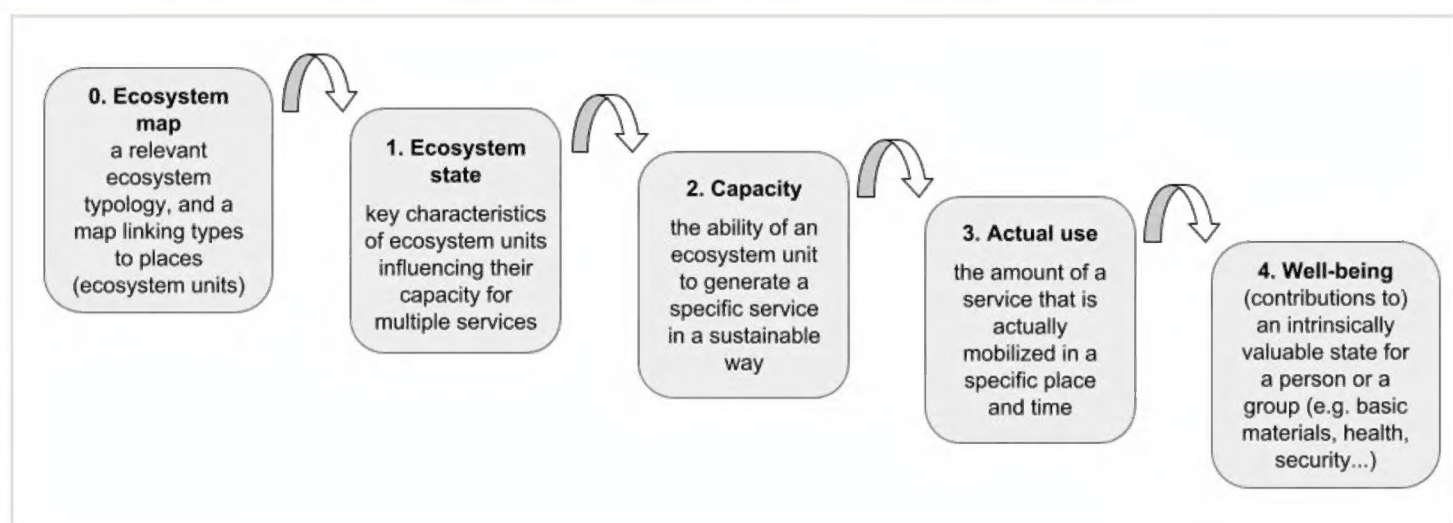 0. Ecosystem
map
a relevant
ecosystem
typology, and a
map linking types
to places
(ecosystem units)
1. Ecosystem
state
key characteristics
of ecosystem units
influencing their
capacity for
multiple services
2. Capacity
the ability of an
ecosystem unit
to generate a
specific service
in a sustainable
way
3. Actual use
the amount of a
service that is
actually
mobilized in a
specific place
and time
4. Well-being
(contributions to)
an intrinsically
valuable state for
a person or a
group (e.g. basic
materials, health,
security...)